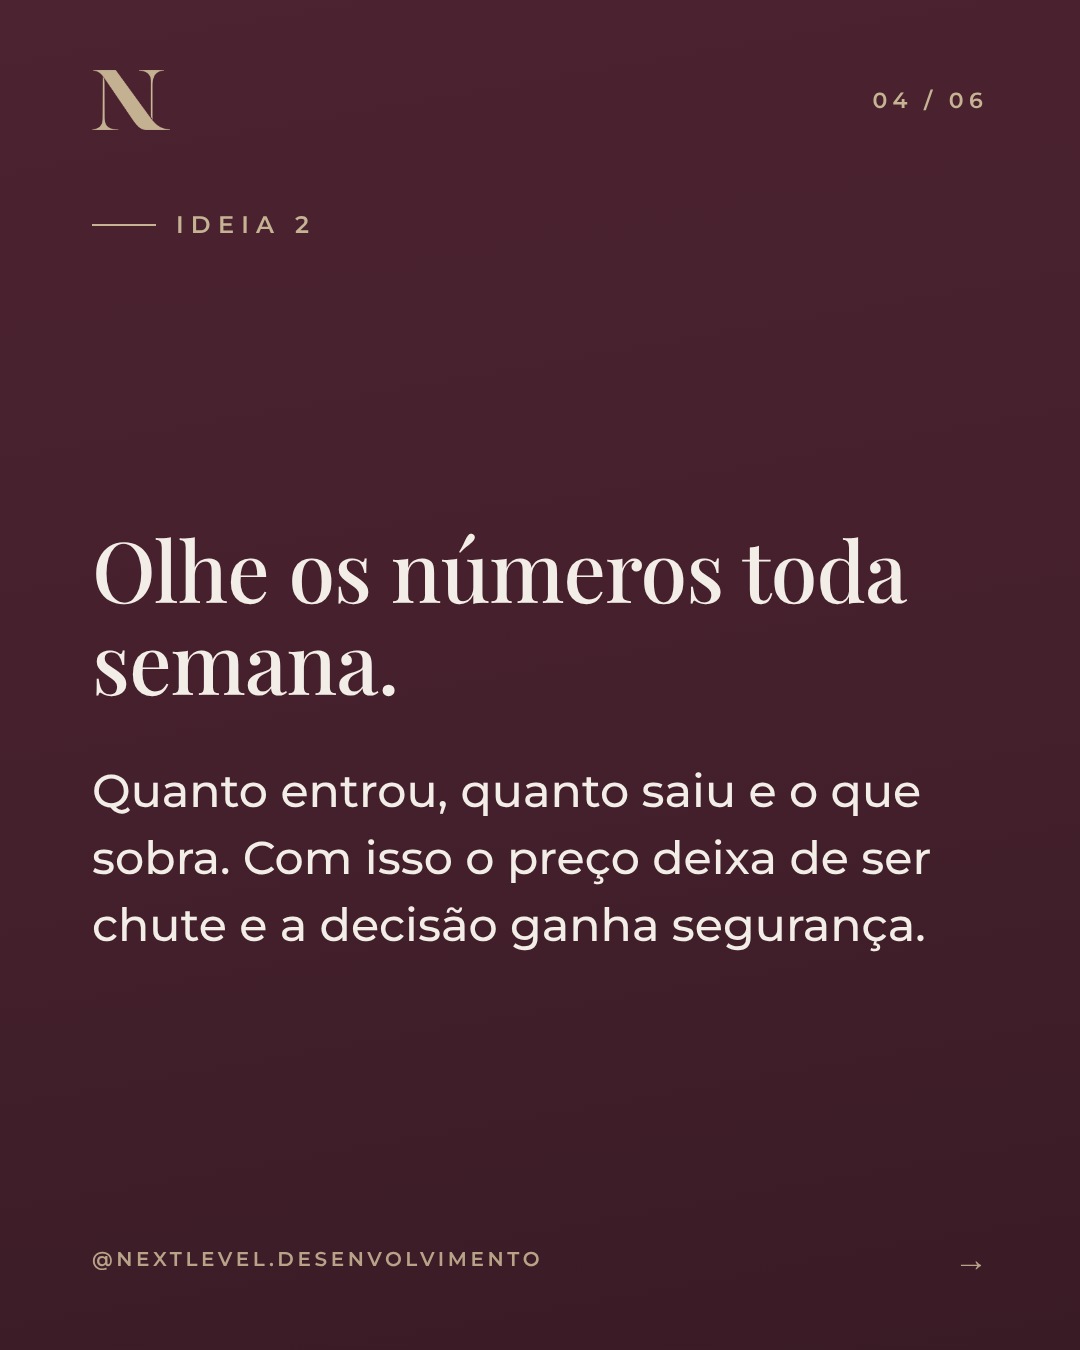 N
04 / 06
IDEIA 2
Olhe os números toda
semana.
Quanto entrou, quanto saiu e o que
sobra. Com isso o preço deixa de ser
chute e a decisão ganha segurança.
@NEXTLEVEL.DESENVOLVIMENTO
→